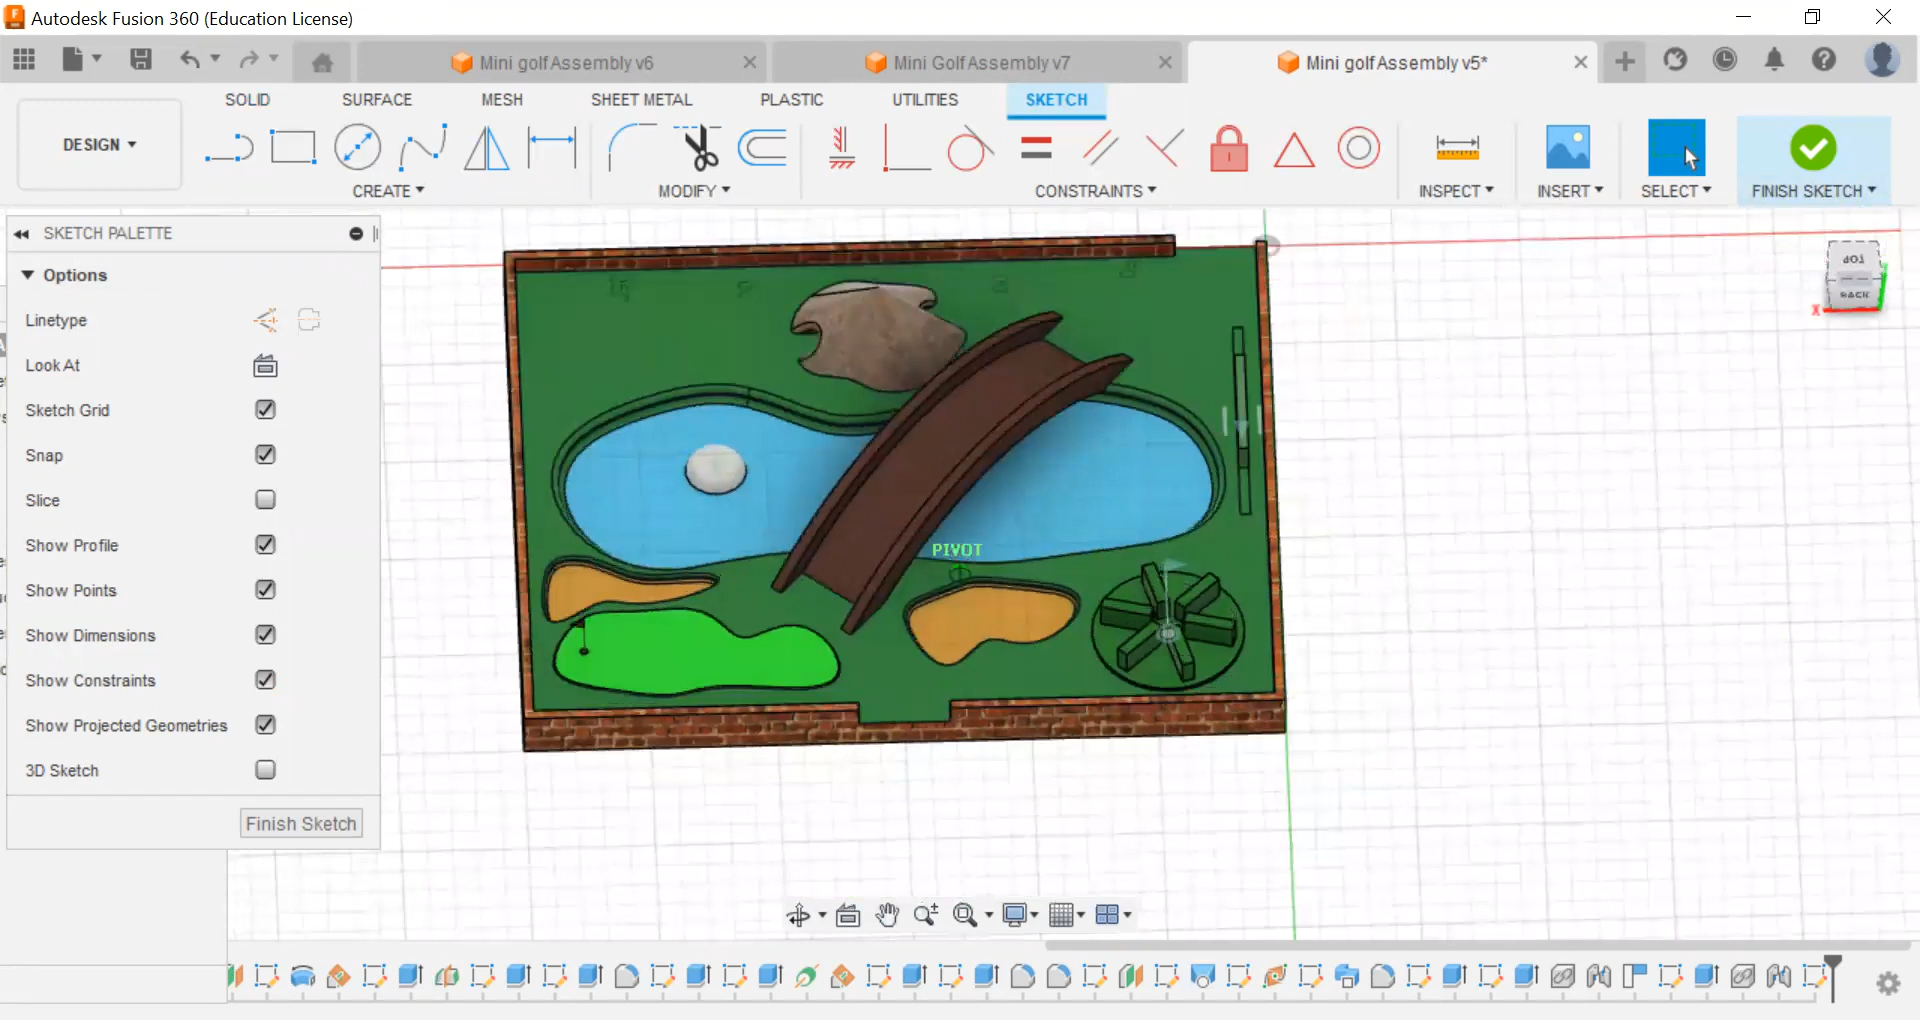 Autodesk Fusion 360 (Education License)
Mini golf Assembly v6
Mini Golf Assembly v7
Mini golf Assembly v5*
SOLID SURFACE MESH SHEET METAL PLASTIC UTILITIES SKETCH
DESIGN
CREATE MODIFY CONSTRAINTS INSPECT INSERT SELECT FINISH SKETCH
SKETCH PALETTE
Options
Linetype
Look At
Sketch Grid
Snap
Slice
Show Profile
Show Points
Show Dimensions
Show Constraints
Show Projected Geometries
3D Sketch
Finish Sketch
TOP
BACK
X
PIVOT